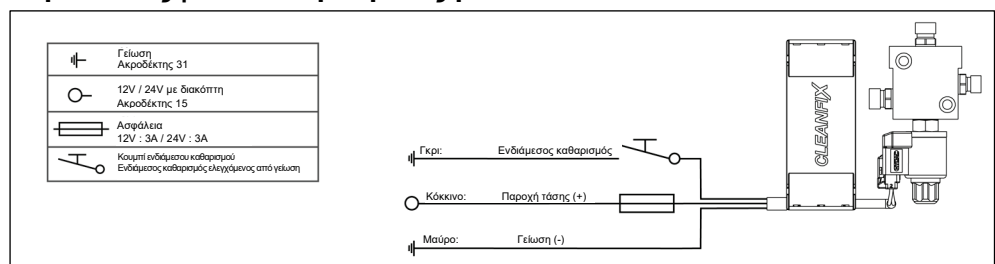 Γείωση
Ακροδέκτης 31
12V / 24V με διακόπτη
Ακροδέκτης 15
Ασφάλεια
12V : 3A / 24V : 3A
Κουμπί ενδιάμεσου καθαρισμού
Ενδιάμεσος καθαρισμός ελεγχόμενος από γείωση
Γκρι: Ενδιάμεσος καθαρισμός
Κόκκινο: Παροχή τάσης (+)
Μαύρο: Γείωση (-)
CLEANFIX